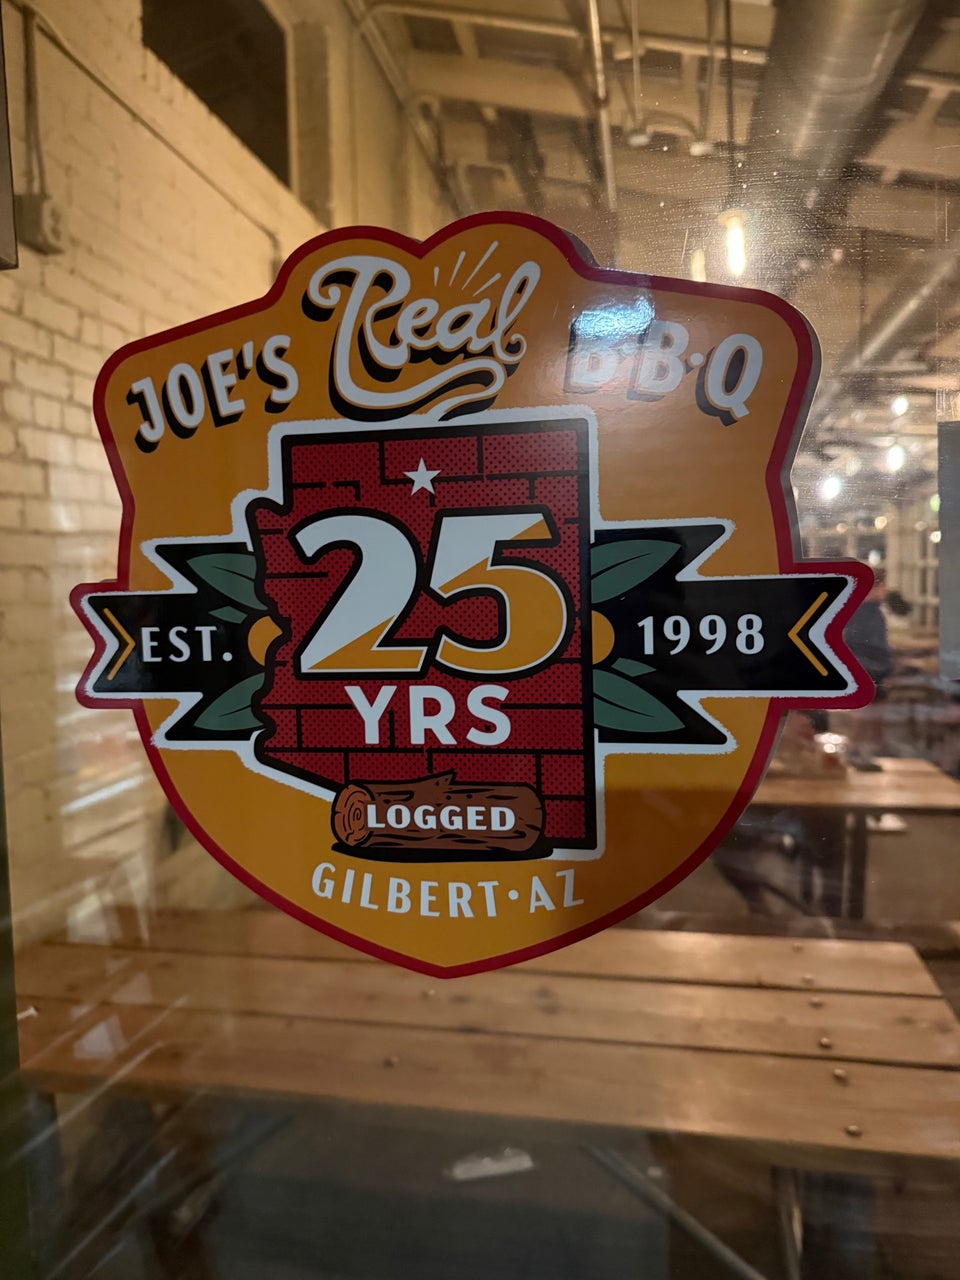 JOE'S Real B·B·Q
25
YRS
EST. 1998
LOGGED
GILBERT·AZ